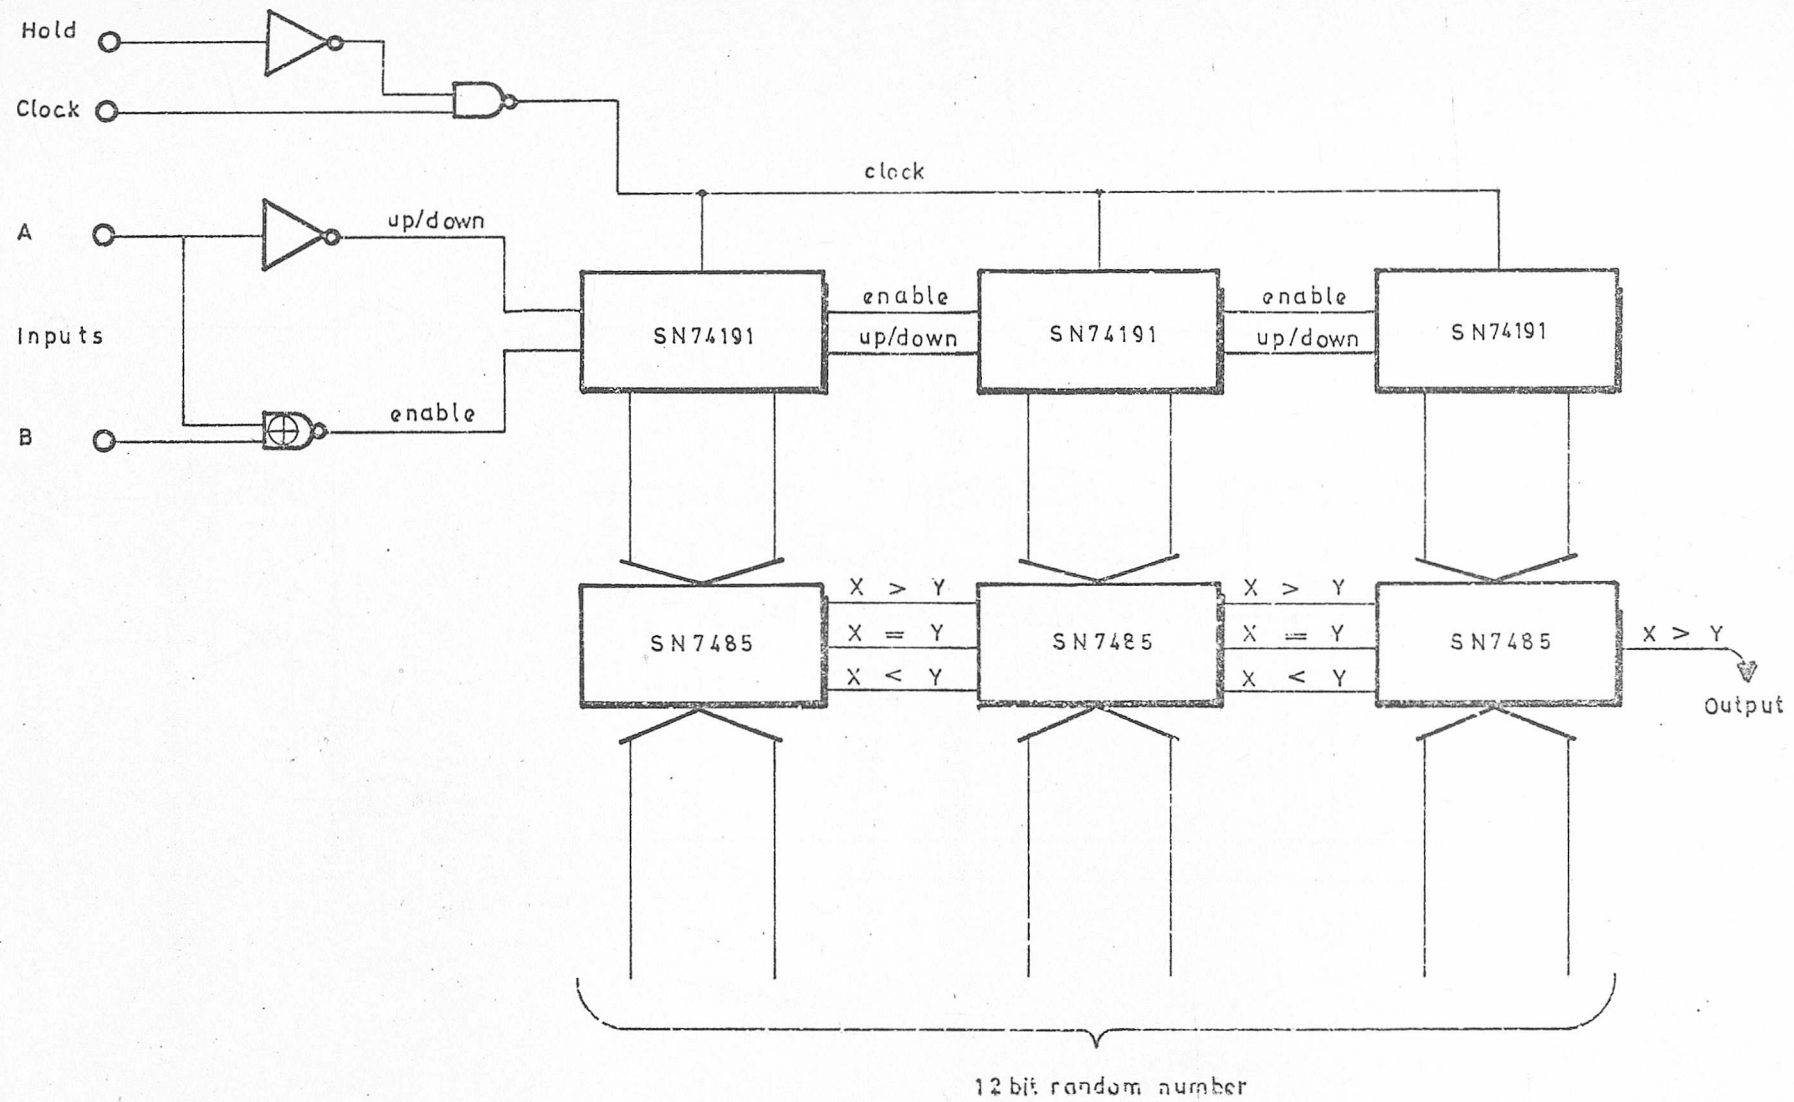 Hold
Clock
clock
A
up/down
Inputs
enable
enable
SN74191
SN74191
SN74191
up/down
up/down
B
enable
X > Y
X > Y
SN7485
X = Y
SN7485
X = Y
SN7485
X > Y
X < Y
X < Y
Output
12 bit random number